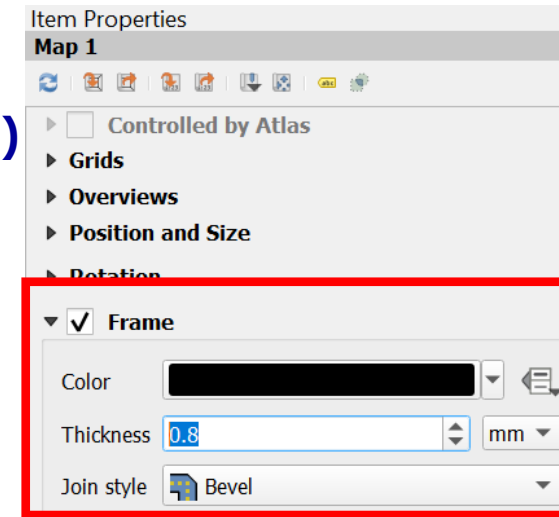 Item Properties
Map 1
)
Controlled by Atlas
Grids
Overviews
Position and Size
Rotation
Frame
Color
Thickness 0.8 mm
Join style Bevel